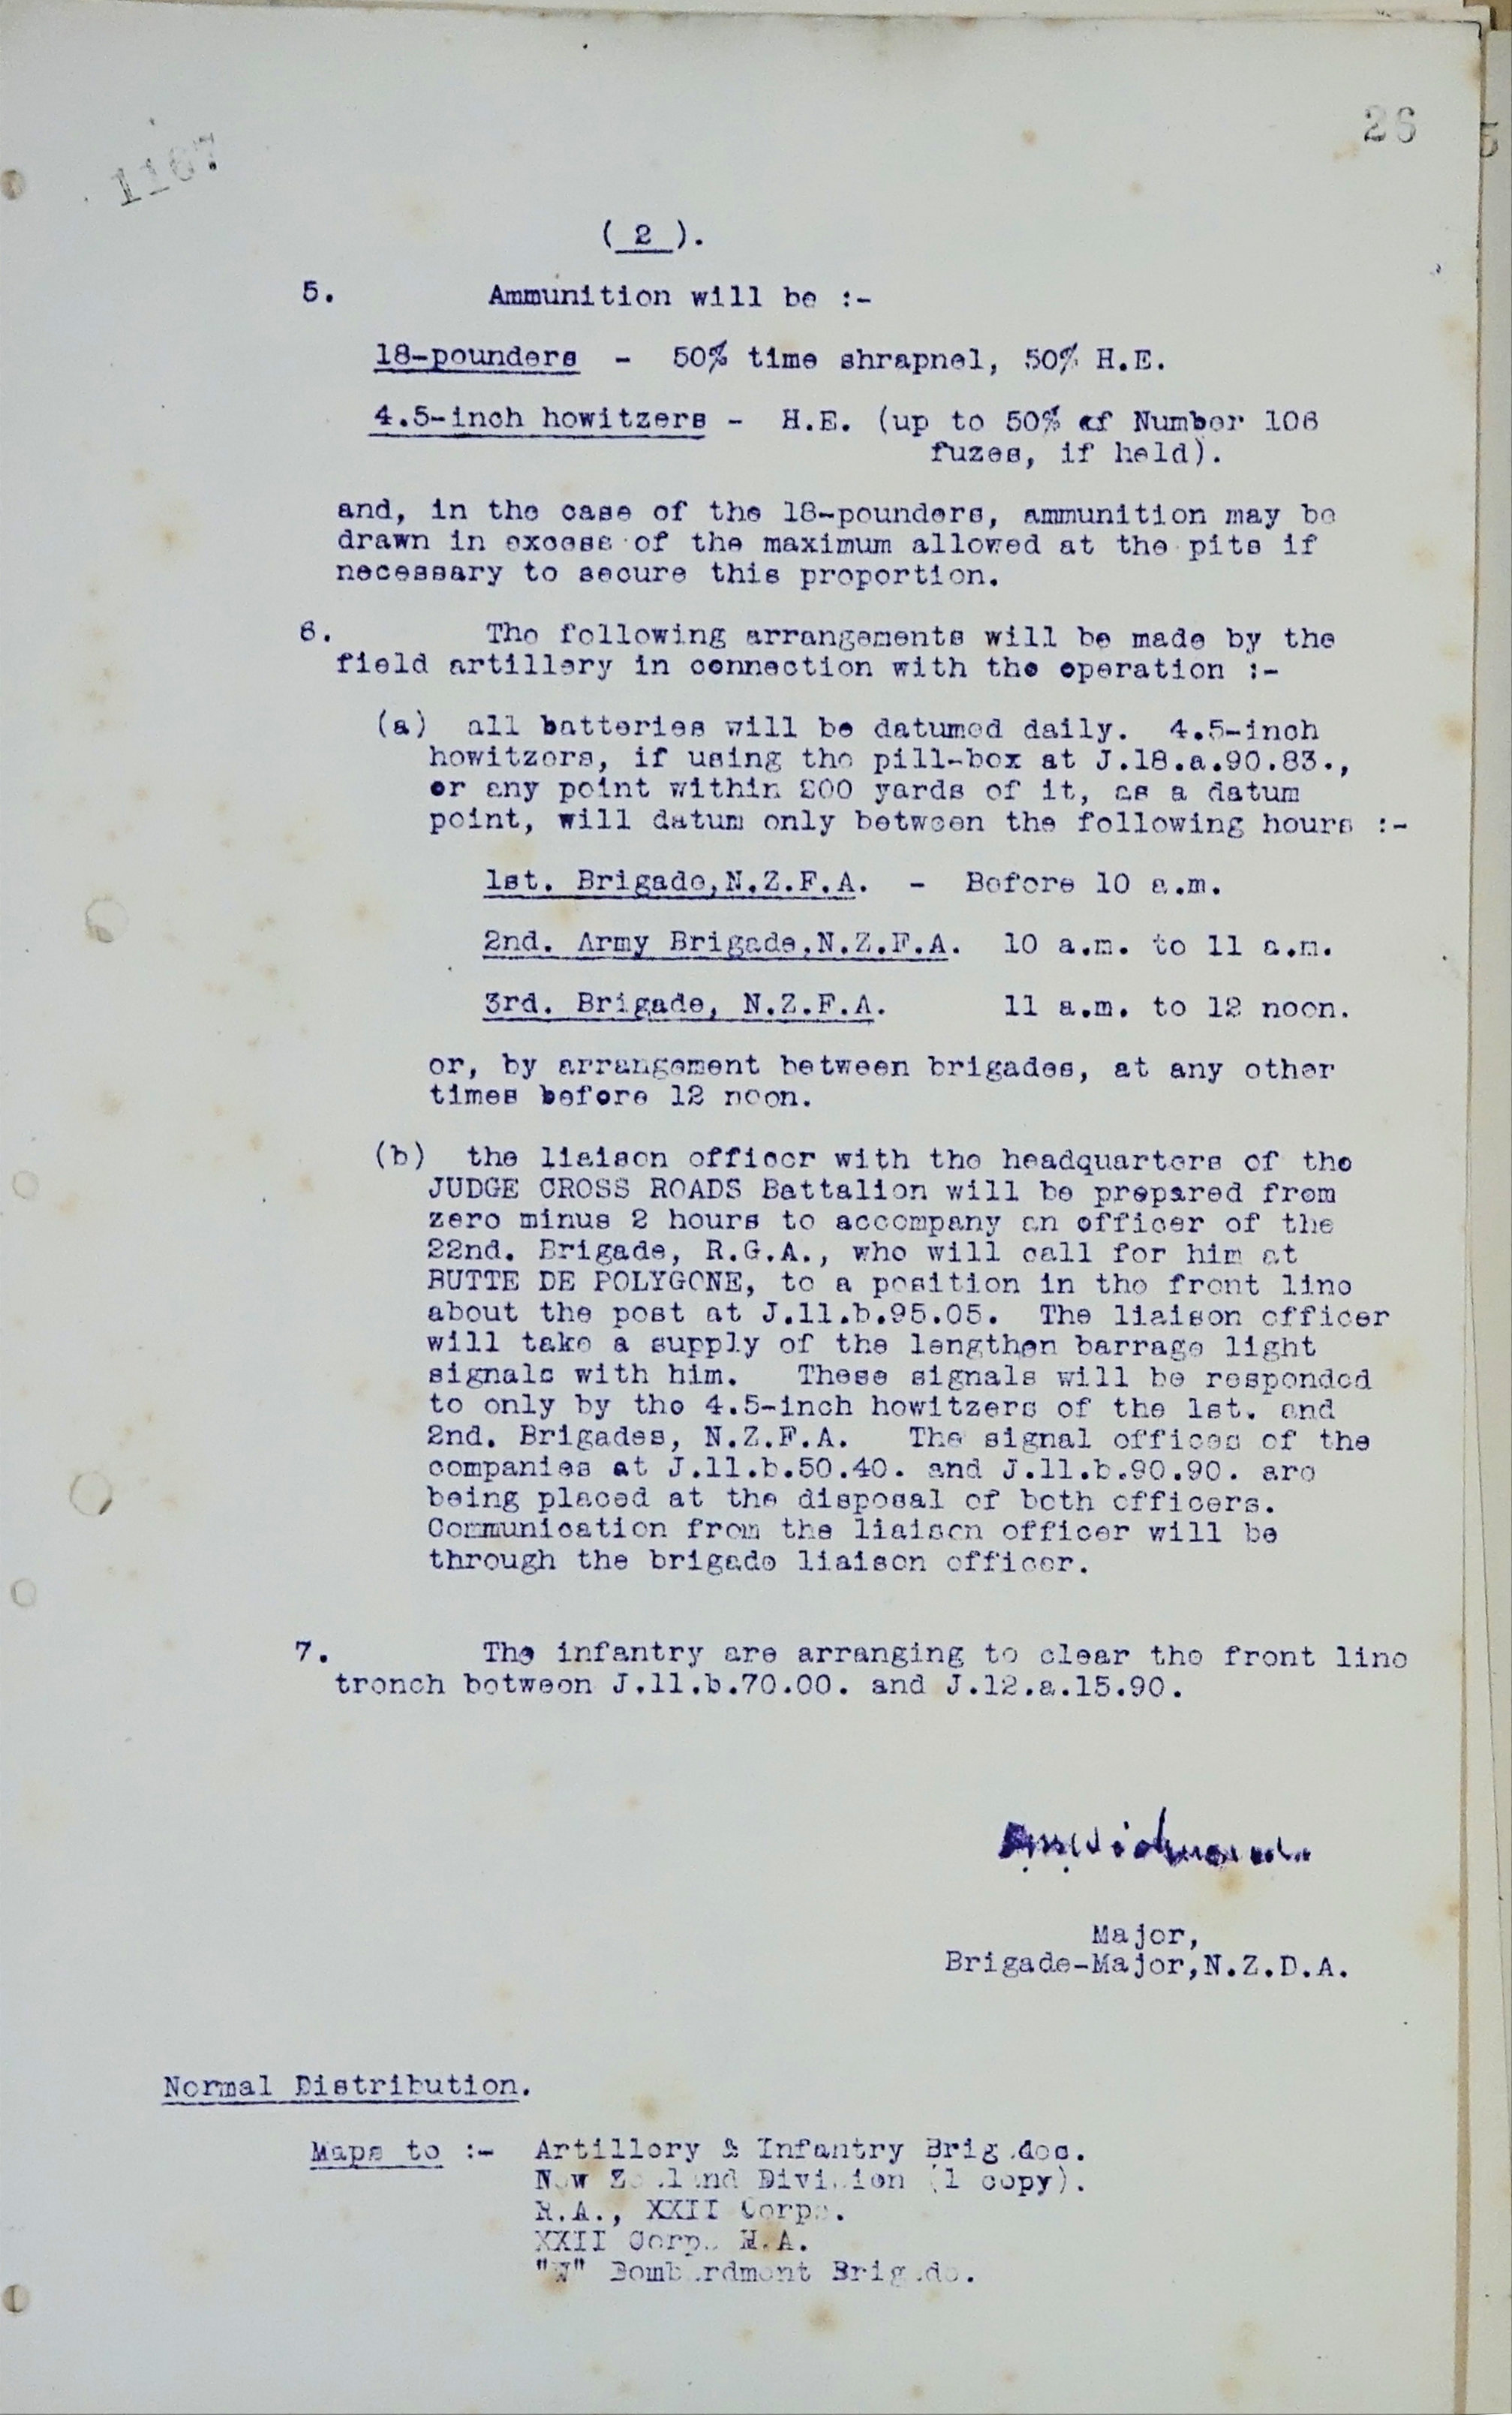 26
1167
( 2 ).
5. Ammunition will be :-
18-pounders - 50% time shrapnel, 50% H.E.
4.5-inch howitzers - H.E. (up to 50% of Number 106
fuzes, if held).
and, in the case of the 18-pounders, ammunition may be
drawn in excess of the maximum allowed at the pits if
necessary to secure this proportion.
6. The following arrangements will be made by the
field artillery in connection with the operation :-
(a) all batteries will be datumed daily. 4.5-inch
howitzers, if using the pill-box at J.18.a.90.83.,
or any point within 200 yards of it, as a datum
point, will datum only between the following hours :-
1st. Brigade,N.Z.F.A. - Before 10 a.m.
2nd. Army Brigade,N.Z.F.A. 10 a.m. to 11 a.m.
3rd. Brigade, N.Z.F.A. 11 a.m. to 12 noon.
or, by arrangement between brigades, at any other
times before 12 noon.
(b) the liaison officer with the headquarters of the
JUDGE CROSS ROADS Battalion will be prepared from
zero minus 2 hours to accompany an officer of the
22nd. Brigade, R.G.A., who will call for him at
BUTTE DE POLYGONE, to a position in the front line
about the post at J.11.b.95.05. The liaison officer
will take a supply of the lengthen barrage light
signals with him. These signals will be responded
to only by the 4.5-inch howitzers of the 1st. and
2nd. Brigades, N.Z.F.A. The signal offices of the
companies at J.11.b.50.40. and J.11.b.90.90. are
being placed at the disposal of both officers.
Communication from the liaison officer will be
through the brigade liaison officer.
7. The infantry are arranging to clear the front line
trench between J.11.b.70.00. and J.12.a.15.90.
Major,
Brigade-Major,N.Z.D.A.
Normal Distribution.
Maps to :- Artillery & Infantry Brigades.
New Zealand Division (1 copy).
R.A., XXII Corps.
XXII Corps H.A.
"W" Bombardment Brigade.